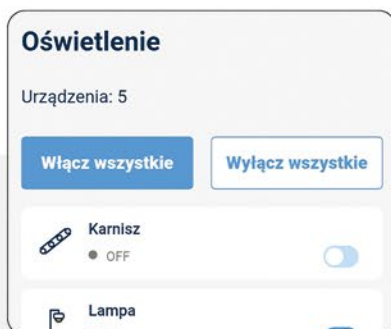 Oświetlenie
Urządzenia: 5
Włącz wszystkie
Wyłącz wszystkie
Karnisz
OFF
Lampa